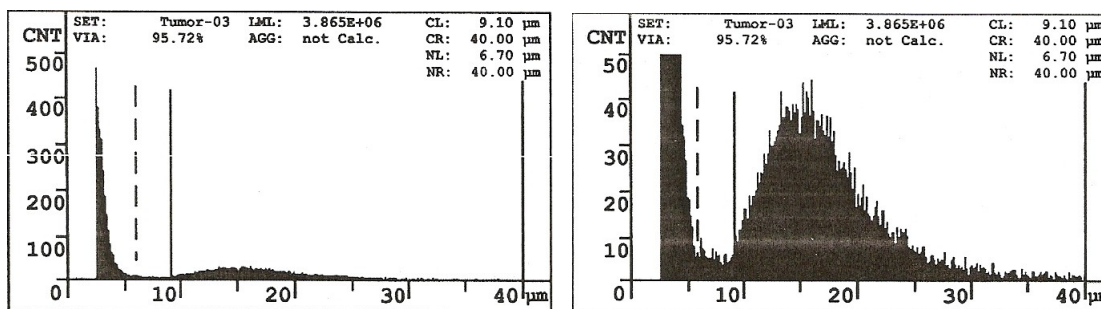 SET: Tumor-03 LML: 3.865E+06 CL: 9.10 µm
CNT VIA: 95.72% AGG: not Calc. CR: 40.00 µm
NL: 6.70 µm
NR: 40.00 µm
500
400
300
200
100
0 10 20 30 40 µm
SET: Tumor-03 LML: 3.865E+06 CL: 9.10 µm
CNT VIA: 95.72% AGG: not Calc. CR: 40.00 µm
NL: 6.70 µm
NR: 40.00 µm
50
40
30
20
10
0 10 20 30 40 µm